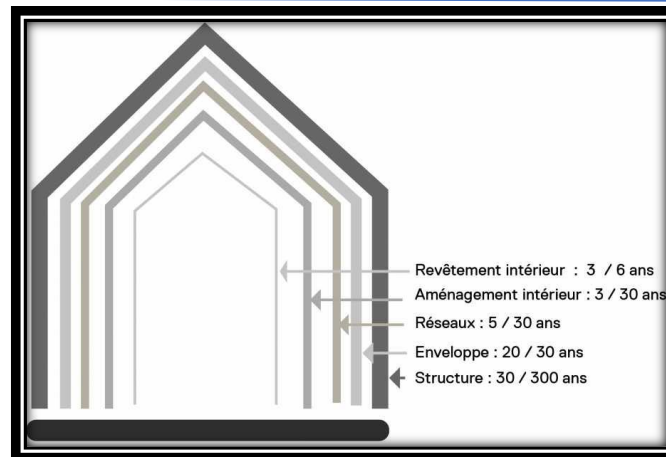 Revêtement intérieur : 3 / 6 ans
Aménagement intérieur : 3 / 30 ans
Réseaux : 5 / 30 ans
Enveloppe : 20 / 30 ans
Structure : 30 / 300 ans